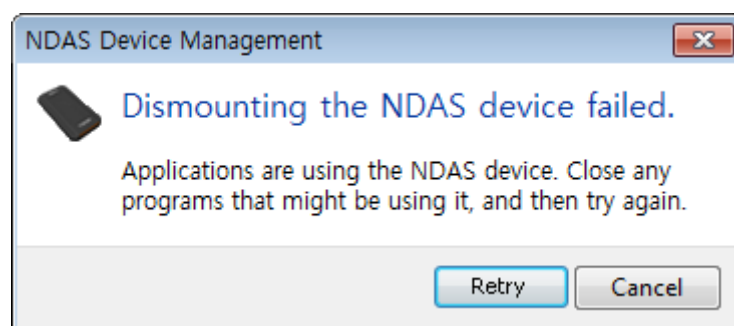 NDAS Device Management
Dismounting the NDAS device failed.
Applications are using the NDAS device. Close any
programs that might be using it, and then try again.
Retry Cancel